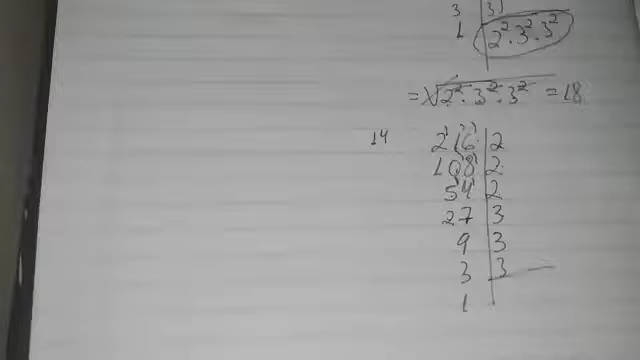 3 | 3
1 | 2² · 3² · 3²
= √2² · 3² · 3² = 18
14
216 | 2
108 | 2
54 | 2
27 | 3
9 | 3
3 | 3
1